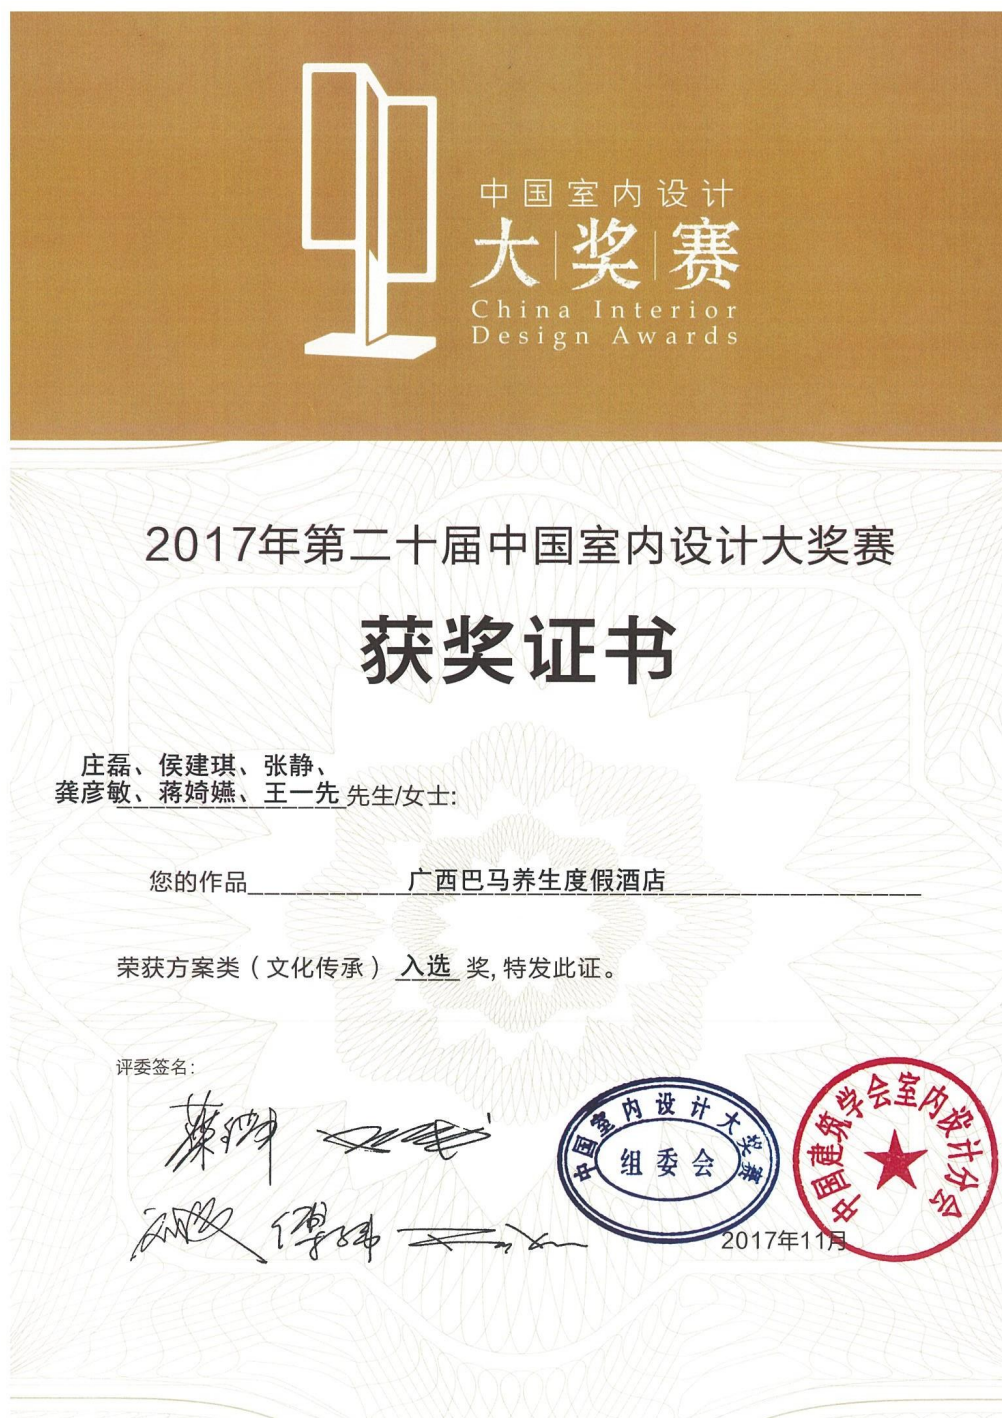 中国室内设计
大奖赛
China Interior
Design Awards
2017年第二十届中国室内设计大奖赛
获奖证书
庄磊、侯建琪、张静、
龚彦敏、蒋婍嬿、王一先 先生/女士:
您的作品 广西巴马养生度假酒店
荣获方案类（文化传承）入选 奖, 特发此证。
评委签名:
中国室内设计大奖赛
组委会
中国建筑学会室内设计分会
2017年11月